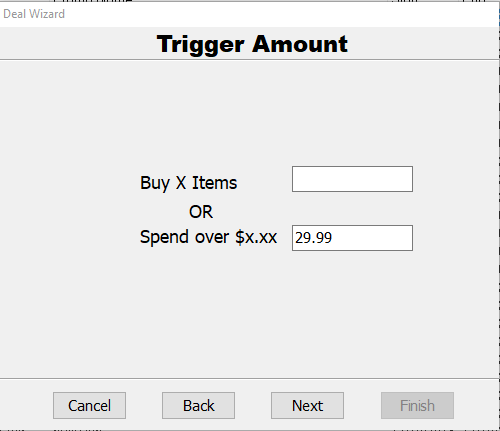 Deal Wizard
Trigger Amount
Buy X Items
OR
Spend over $x.xx 29.99
Cancel Back Next Finish